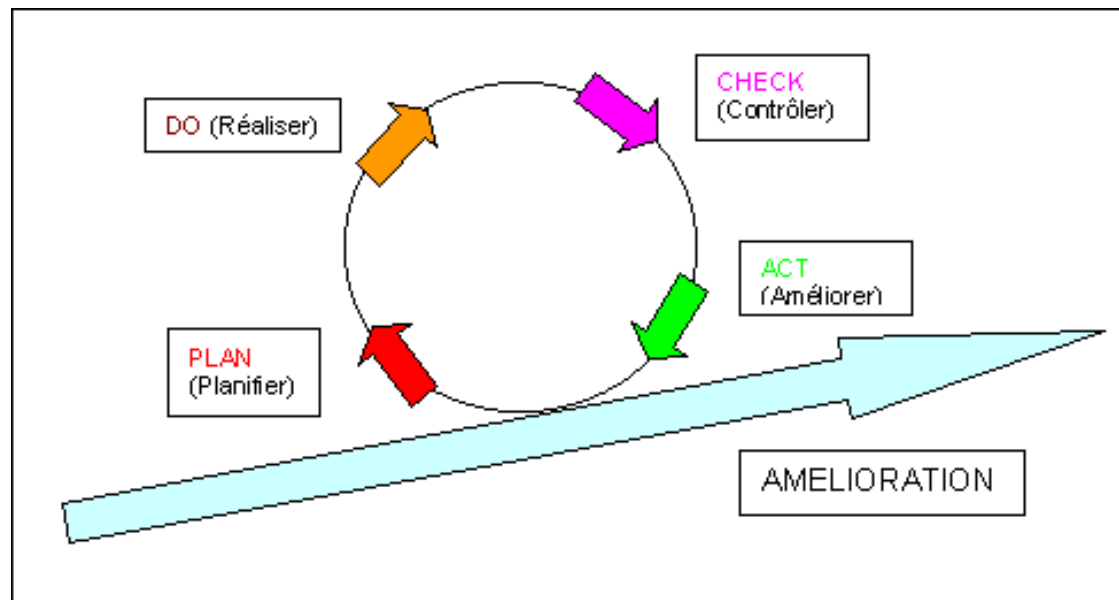 CHECK
(Contrôler)
DO (Réaliser)
ACT
(Améliorer)
PLAN
(Planifier)
AMELIORATION